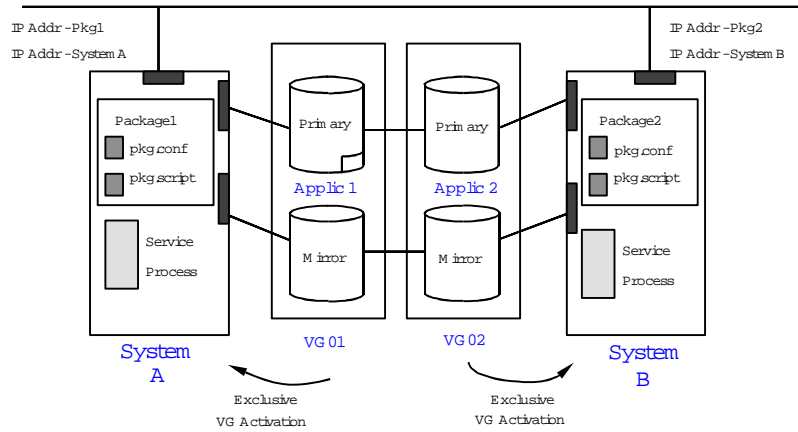 IP Addr-Pkg1
IP Addr-System A
IP Addr-Pkg2
IP Addr-System B
Package1
pkg.conf
pkg.script
Service
Process
System
A
Primary
Applic 1
Mirror
VG 01
Primary
Applic 2
Mirror
VG 02
Package2
pkg.conf
pkg.script
Service
Process
System
B
Exclusive
VG Activation
Exclusive
VG Activation